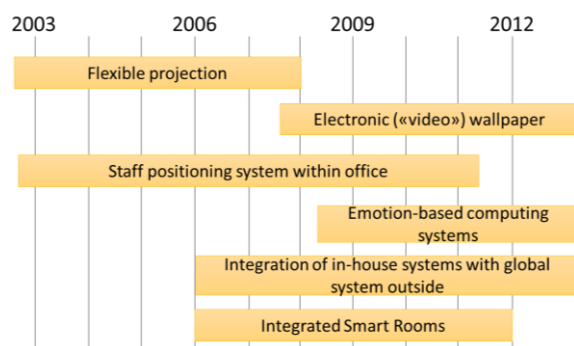 2003 2006 2009 2012
Flexible projection
Electronic («video») wallpaper
Staff positioning system within office
Emotion-based computing
systems
Integration of in-house systems with global
system outside
Integrated Smart Rooms